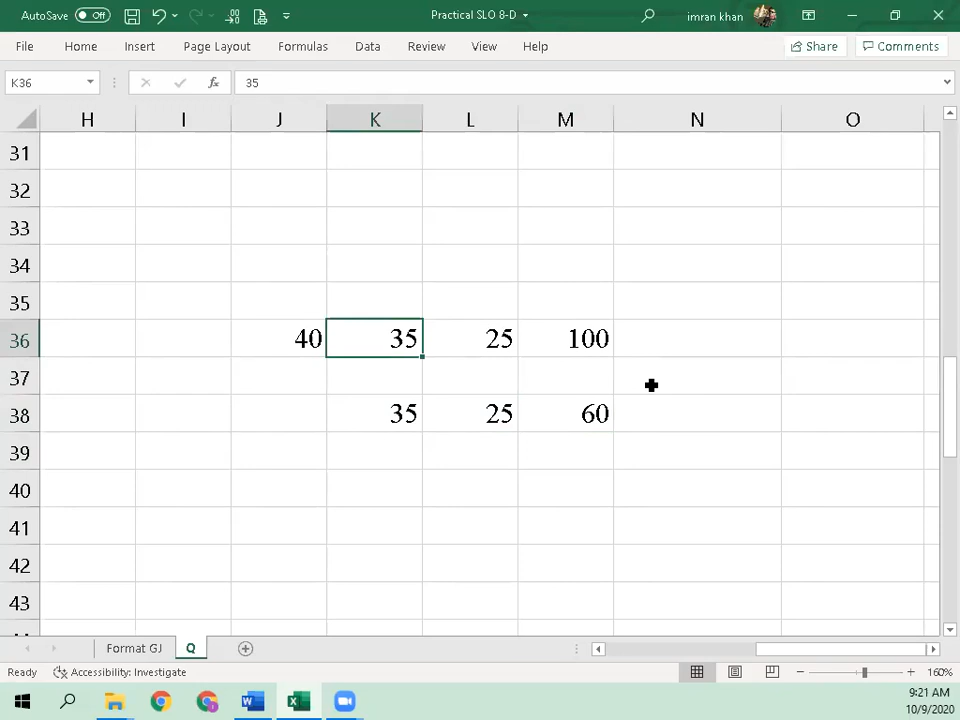 AutoSave Off Practical SLO 8-D imran khan
File Home Insert Page Layout Formulas Data Review View Help Share Comments
K36 fx 35
H I J K L M N O
31
32
33
34
35
36 40 35 25 100
37
38 35 25 60
39
40
41
42
43
Format GJ Q
Ready Accessibility: Investigate 160%
9:21 AM
10/9/2020